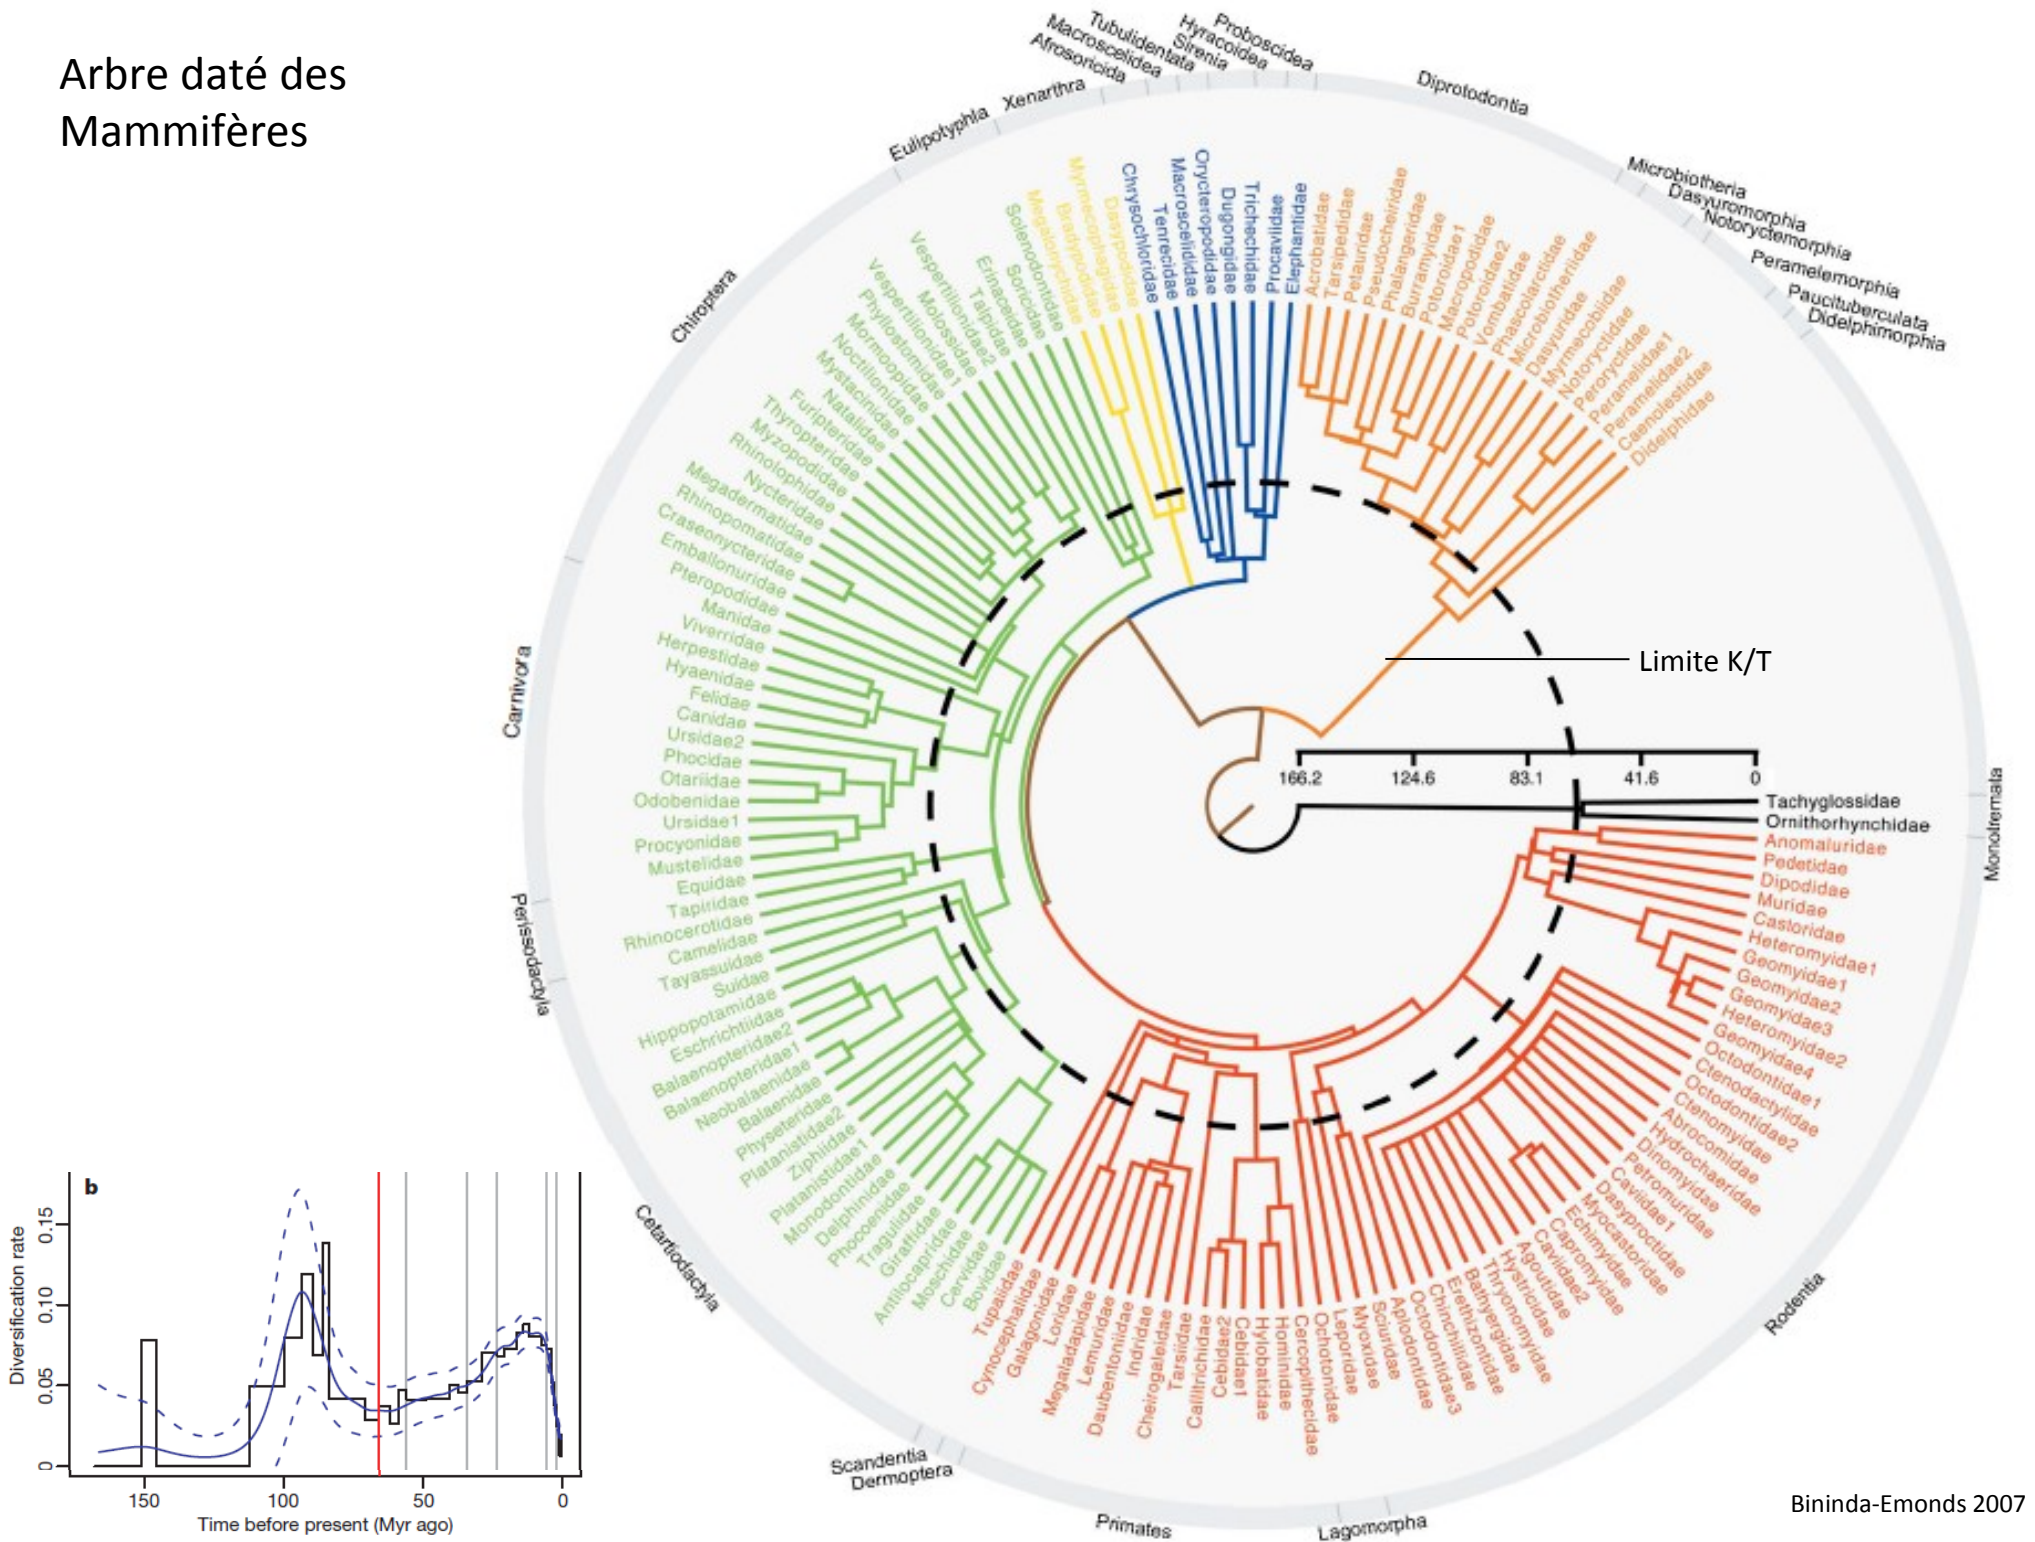 Arbre daté des
Mammifères
Eulipotyphla
Xenarthra
Afrosoricida
Macroscelidea
Tubulidentata
Sirenia
Hyracoidea
Proboscidea
Diprotodontia
Microbiotheria
Dasyuromorphia
Notoryctemorphia
Peramelemorphia
Paucituberculata
Didelphimorphia
Monotremata
Rodentia
Lagomorpha
Primates
Dermoptera
Scandentia
Cetartiodactyla
Perissodactyla
Carnivora
Chiroptera
Solenodontidae
Soricidae
Erinaceidae
Talpidae
Vespertilionidae2
Molossidae
Vespertilionidae1
Phyllostomidae
Mormoopidae
Noctilionidae
Mystacinidae
Natalidae
Furipteridae
Thyropteridae
Myzopodidae
Rhinolophidae
Nycteridae
Megadermatidae
Rhinopomatidae
Craseonycteridae
Emballonuridae
Pteropodidae
Manidae
Viverridae
Herpestidae
Hyaenidae
Felidae
Canidae
Ursidae2
Phocidae
Otariidae
Odobenidae
Ursidae1
Procyonidae
Mustelidae
Equidae
Tapiridae
Rhinocerotidae
Camelidae
Tayassuidae
Suidae
Hippopotamidae
Eschrichtiidae
Balaenopteridae2
Balaenopteridae1
Neobalaenidae
Balaenidae
Physeteridae
Platanistidae2
Ziphiidae
Platanistidae1
Monodontidae
Delphinidae
Phocoenidae
Tragulidae
Giraffidae
Antilocapridae
Moschidae
Cervidae
Bovidae
Tupaiidae
Cynocephalidae
Galagonidae
Loridae
Megaladapidae
Lemuridae
Daubentoniidae
Indridae
Cheirogaleidae
Tarsiidae
Callitrichidae
Cebidae2
Cebidae1
Hylobatidae
Hominidae
Cercopithecidae
Ochotonidae
Leporidae
Myoxidae
Sciuridae
Aplodontidae
Octodontidae3
Chinchillidae
Erethizontidae
Bathyergidae
Thryonomyidae
Hystricidae
Agoutidae
Cavidae2
Capromyidae
Echimyidae
Myocastoridae
Dasyproctidae
Caviidae1
Petromuridae
Dinomyidae
Hydrochaeridae
Abrocomidae
Ctenomyidae
Octodontidae2
Ctenodactylidae
Octodontidae1
Geomyidae4
Heteromyidae2
Geomyidae3
Geomyidae2
Geomyidae1
Heteromyidae1
Castoridae
Muridae
Dipodidae
Pedetidae
Anomaluridae
Ornithorhynchidae
Tachyglossidae
Megalonychidae
Bradypodidae
Myrmecophagidae
Dasypodidae
Chrysochloridae
Tenrecidae
Macroscelididae
Orycteropodidae
Dugongidae
Trichechidae
Procaviidae
Elephantidae
Acrobatidae
Tarsipedidae
Petauridae
Pseudocheiridae
Phalangeridae
Burramyidae
Potoroidae1
Macropodidae
Potoroidae2
Vombatidae
Phascolarctidae
Microbiotheriidae
Dasyuridae
Myrmecobiidae
Notoryctidae
Peroryctidae
Peramelidae1
Peramelidae2
Caenolestidae
Didelphidae
Limite K/T
166.2 124.6 83.1 41.6 0
b
Diversification rate
0.15
0.10
0.05
0
150 100 50 0
Time before present (Myr ago)
Bininda-Emonds 2007